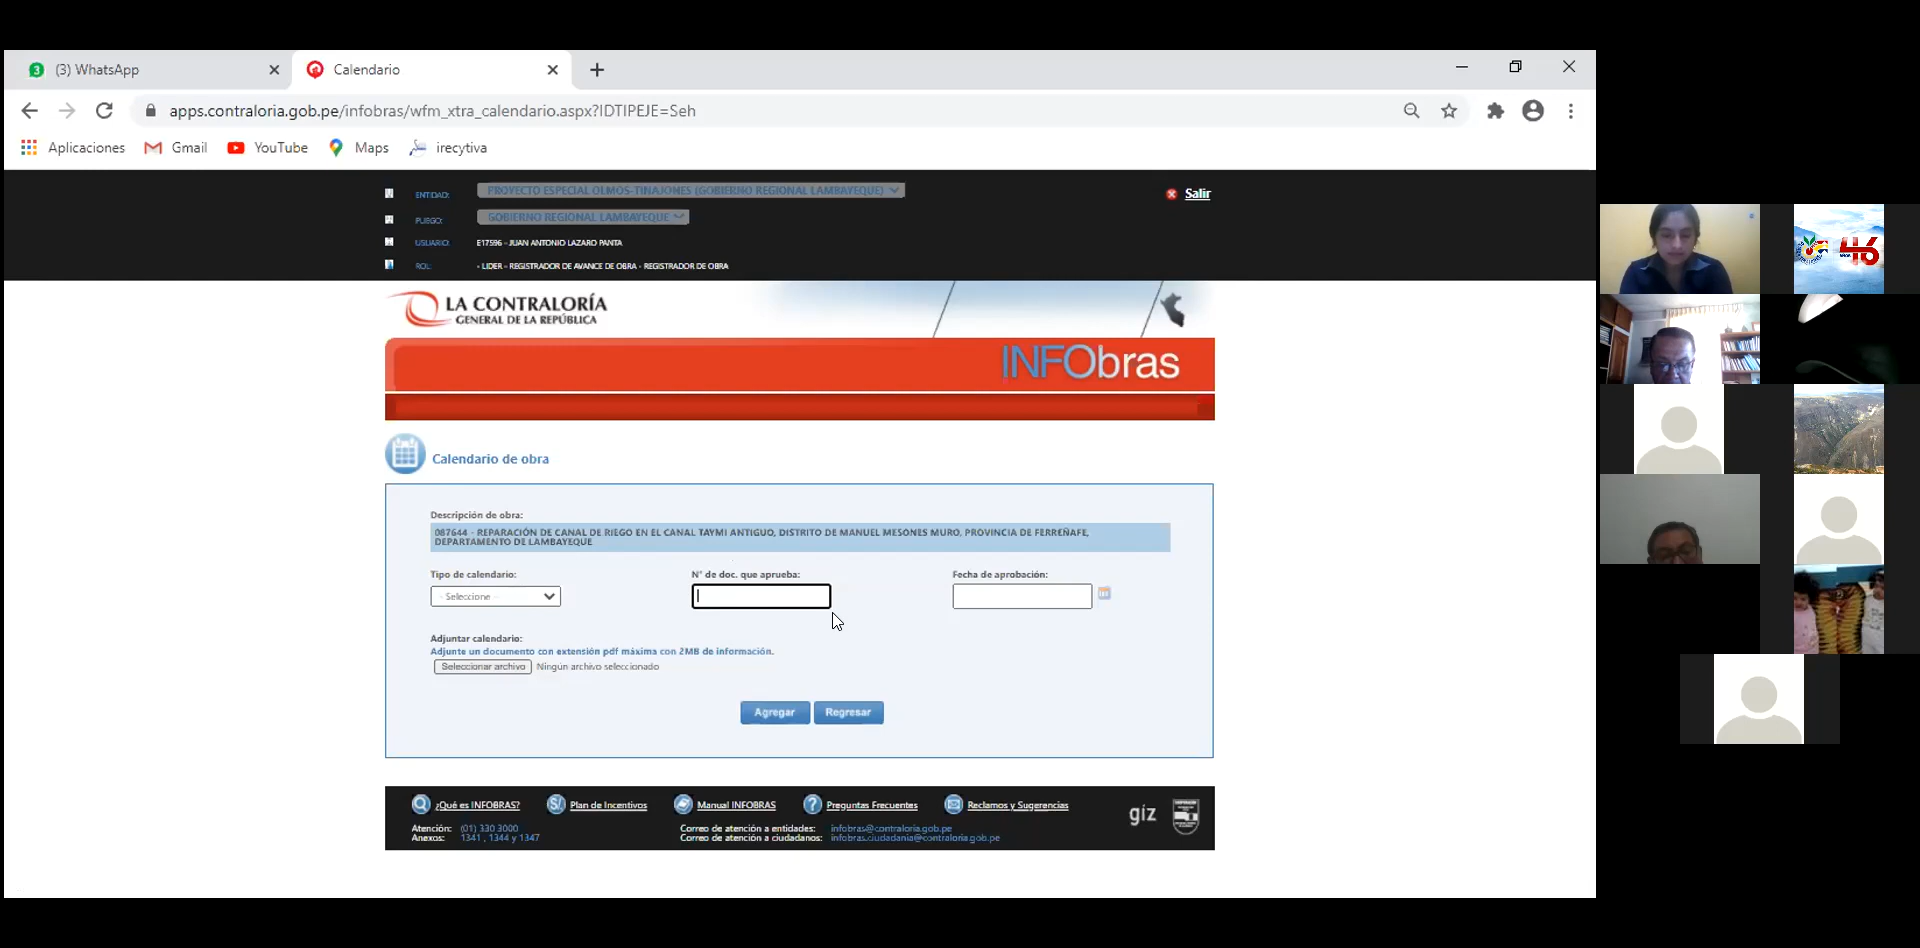 3 (3) WhatsApp
Calendario
apps.contraloria.gob.pe/infobras/wfm_xtra_calendario.aspx?IDTIPEJE=Seh
Aplicaciones Gmail YouTube Maps irecytiva
ENTIDAD: PROYECTO ESPECIAL OLMOS-TINAJONES (GOBIERNO REGIONAL LAMBAYEQUE)
Salir
PLIEGO: GOBIERNO REGIONAL LAMBAYEQUE
USUARIO: E17596 - JUAN ANTONIO LAZARO PANTA
ROL: - LIDER - REGISTRADOR DE AVANCE DE OBRA - REGISTRADOR DE OBRA
LA CONTRALORÍA
GENERAL DE LA REPÚBLICA
INFObras
Calendario de obra
Descripción de obra:
087644 - REPARACIÓN DE CANAL DE RIEGO EN EL CANAL TAYMI ANTIGUO, DISTRITO DE MANUEL MESONES MURO, PROVINCIA DE FERREÑAFE,
DEPARTAMENTO DE LAMBAYEQUE
Tipo de calendario: N° de doc. que aprueba: Fecha de aprobación:
- Seleccione -
Adjuntar calendario:
Adjunte un documento con extensión pdf máxima con 2MB de información.
Seleccionar archivo Ningún archivo seleccionado
Agregar Regresar
¿Qué es INFOBRAS? S/ Plan de Incentivos Manual INFOBRAS ? Preguntas Frecuentes Reclamos y Sugerencias
giz
Atención: (01) 330 3000 Correo de atención a entidades: infobras@contraloria.gob.pe
Anexos: 1341 , 1344 y 1347 Correo de atención a ciudadanos: infobras.ciudadania@contraloria.gob.pe
46